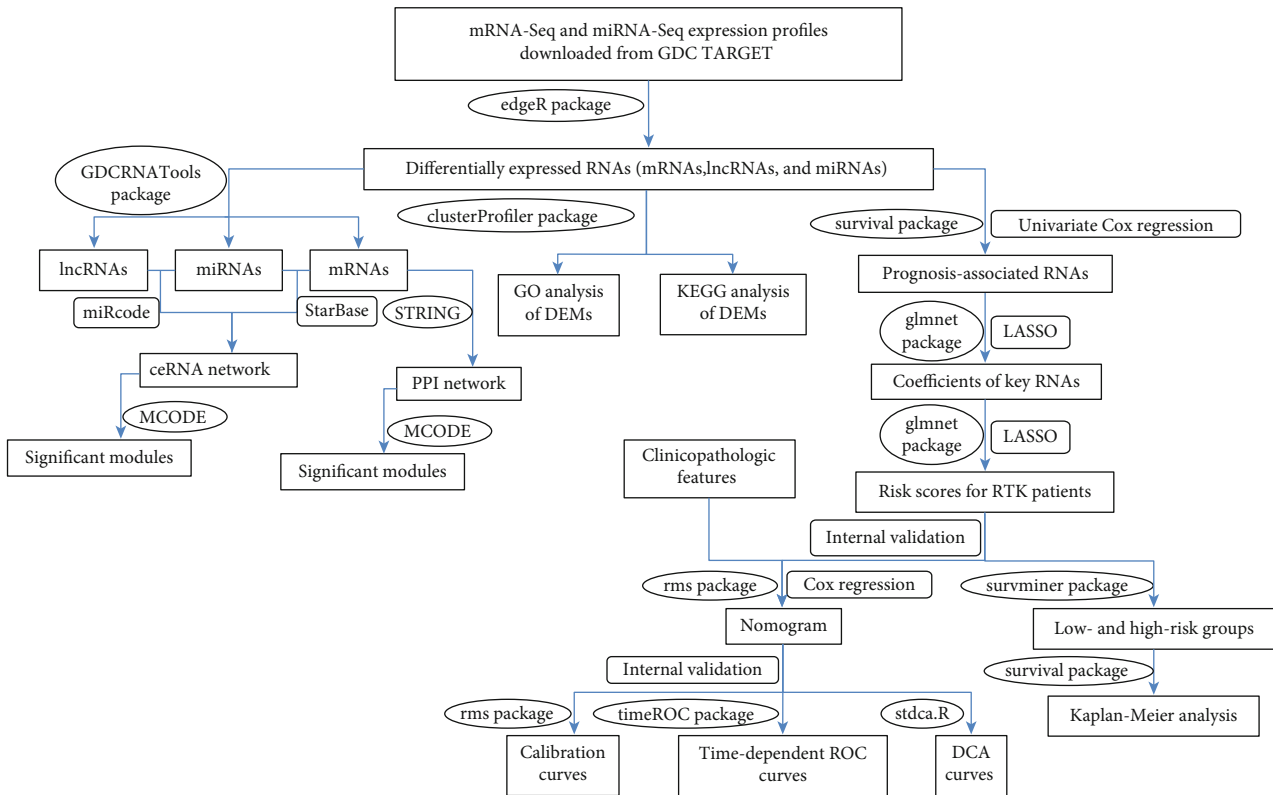 mRNA-Seq and miRNA-Seq expression profiles
downloaded from GDC TARGET
edgeR package
Differentially expressed RNAs (mRNAs,lncRNAs, and miRNAs)
GDCRNATools
package
clusterProfiler package
survival package
Univariate Cox regression
lncRNAs
miRNAs
mRNAs
miRcode
StarBase
STRING
GO analysis
of DEMs
KEGG analysis
of DEMs
Prognosis-associated RNAs
glmnet
package
LASSO
ceRNA network
PPI network
Coefficients of key RNAs
MCODE
MCODE
glmnet
package
LASSO
Significant modules
Significant modules
Clinicopathologic
features
Risk scores for RTK patients
Internal validation
rms package
Cox regression
survminer package
Nomogram
Low- and high-risk groups
Internal validation
survival package
rms package
timeROC package
stdca.R
Kaplan-Meier analysis
Calibration
curves
Time-dependent ROC
curves
DCA
curves